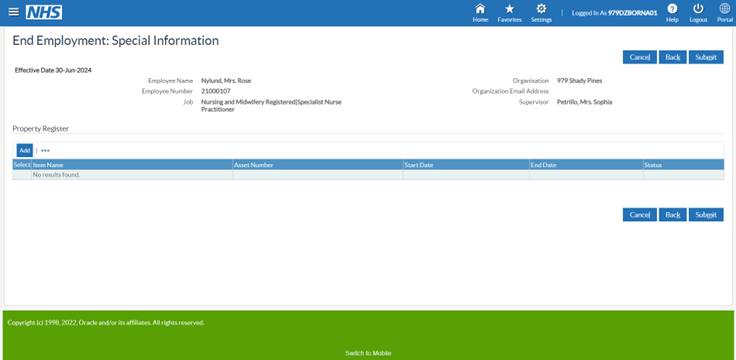 NHS
Home
Favorites
Settings
Logged In As 979DZBORNA01
Help
Logout
Portal
End Employment: Special Information
Cancel
Back
Submit
Effective Date 30-Jun-2024
Employee Name Nylund, Mrs. Rose
Organisation 979 Shady Pines
Employee Number 21000107
Organization Email Address
Job Nursing and Midwifery Registered|Specialist Nurse
Practitioner
Supervisor Petrillo, Mrs. Sophia
Property Register
Add
Select Item Name Asset Number Start Date End Date Status
No results found.
Cancel
Back
Submit
Copyright (c) 1998, 2022, Oracle and/or its affiliates. All rights reserved.
Switch to Mobile